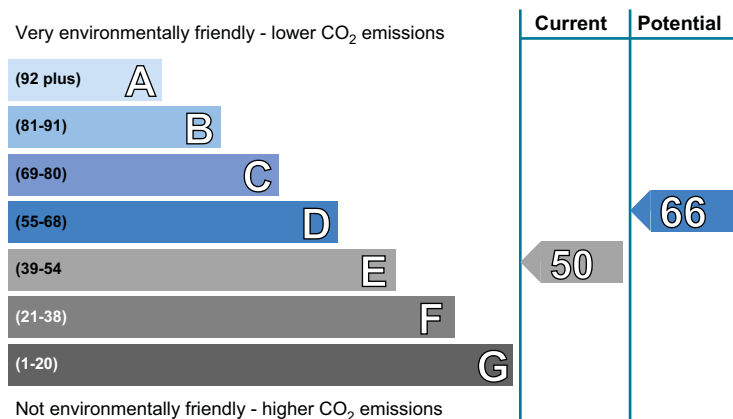 Very environmentally friendly - lower CO₂ emissions
Current
Potential
(92 plus) A
(81-91) B
(69-80) C
(55-68) D
66
(39-54 E
50
(21-38) F
(1-20) G
Not environmentally friendly - higher CO₂ emissions